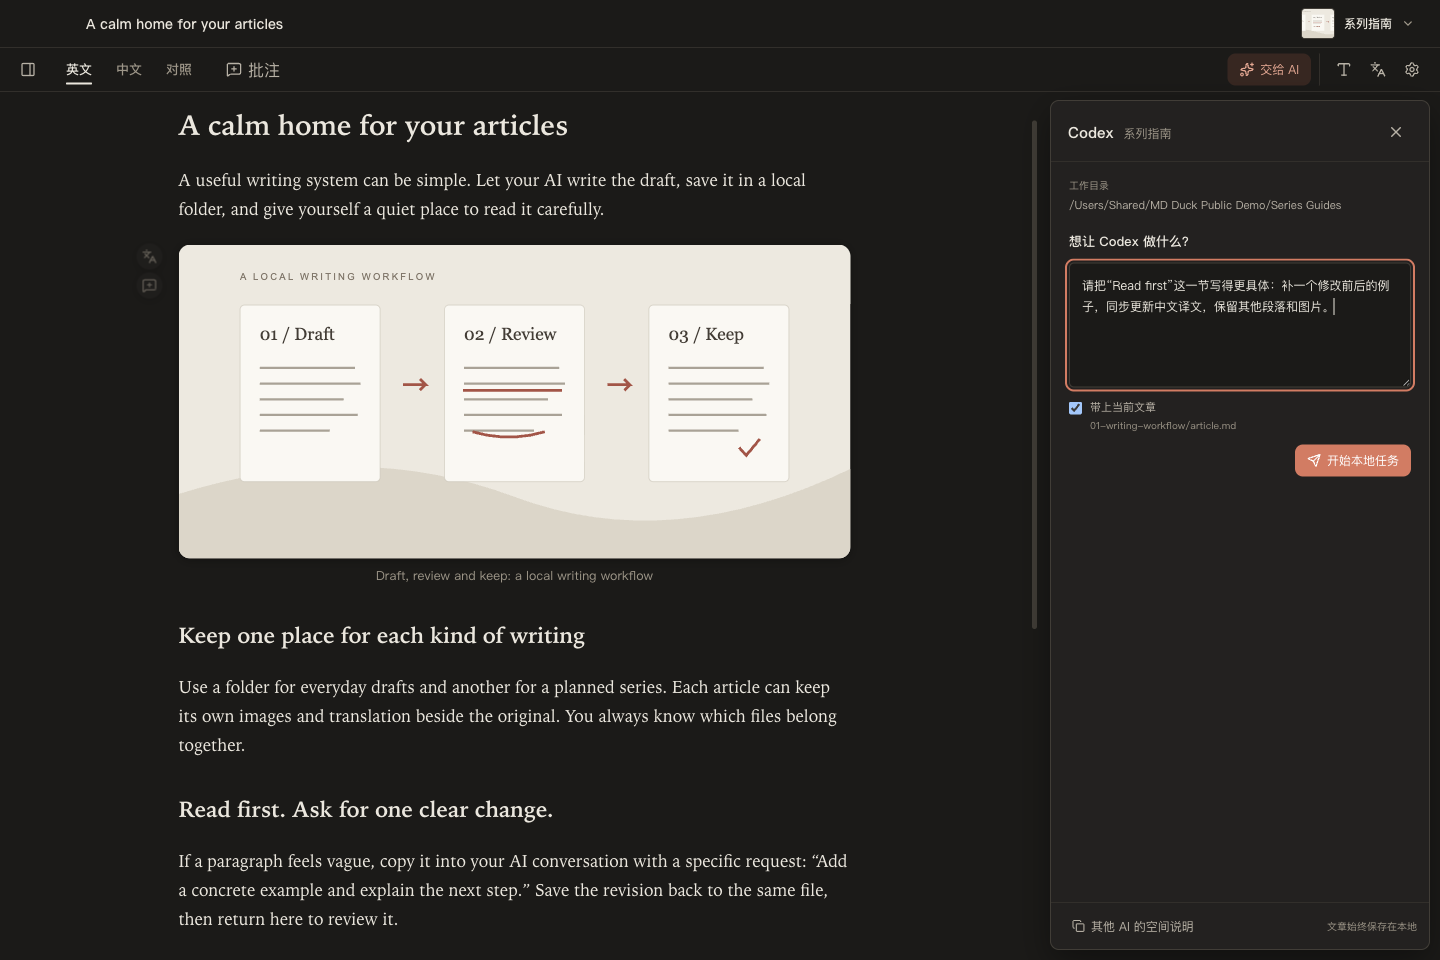 A calm home for your articles
系列指南
英文
中文
对照
批注
交给 AI
A calm home for your articles
A useful writing system can be simple. Let your AI write the draft, save it in a local
folder, and give yourself a quiet place to read it carefully.
A LOCAL WRITING WORKFLOW
01 / Draft
02 / Review
03 / Keep
Draft, review and keep: a local writing workflow
Keep one place for each kind of writing
Use a folder for everyday drafts and another for a planned series. Each article can keep
its own images and translation beside the original. You always know which files belong
together.
Read first. Ask for one clear change.
If a paragraph feels vague, copy it into your AI conversation with a specific request: “Add
a concrete example and explain the next step.” Save the revision back to the same file,
then return here to review it.
Codex 系列指南
工作目录
/Users/Shared/MD Duck Public Demo/Series Guides
想让 Codex 做什么?
请把“Read first”这一节写得更具体：补一个修改前后的例
子，同步更新中文译文，保留其他段落和图片。
带上当前文章
01-writing-workflow/article.md
开始本地任务
其他 AI 的空间说明
文章始终保存在本地